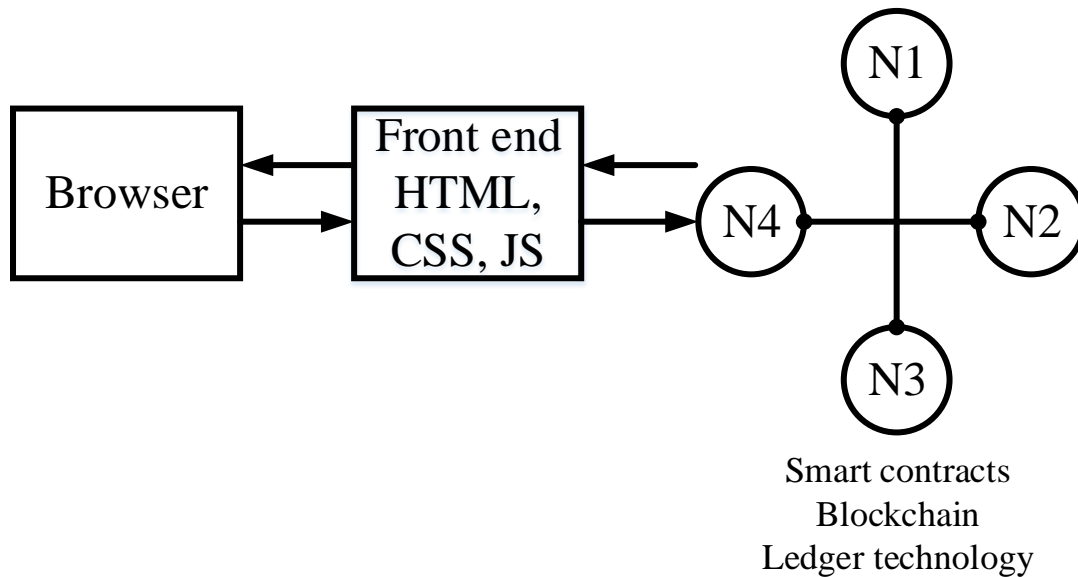 Browser
Front end
HTML,
CSS, JS
N1
N4
N2
N3
Smart contracts
Blockchain
Ledger technology